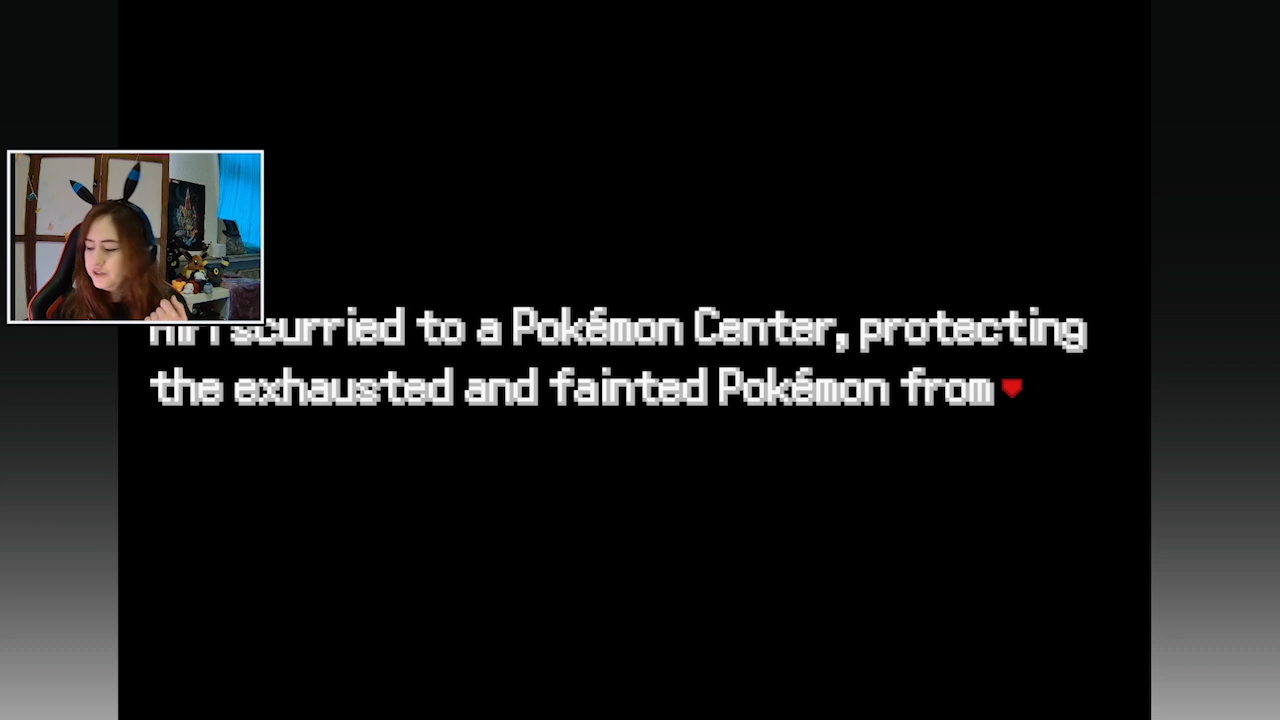 scurried to a Pokémon Center, protecting
the exhausted and fainted Pokémon from